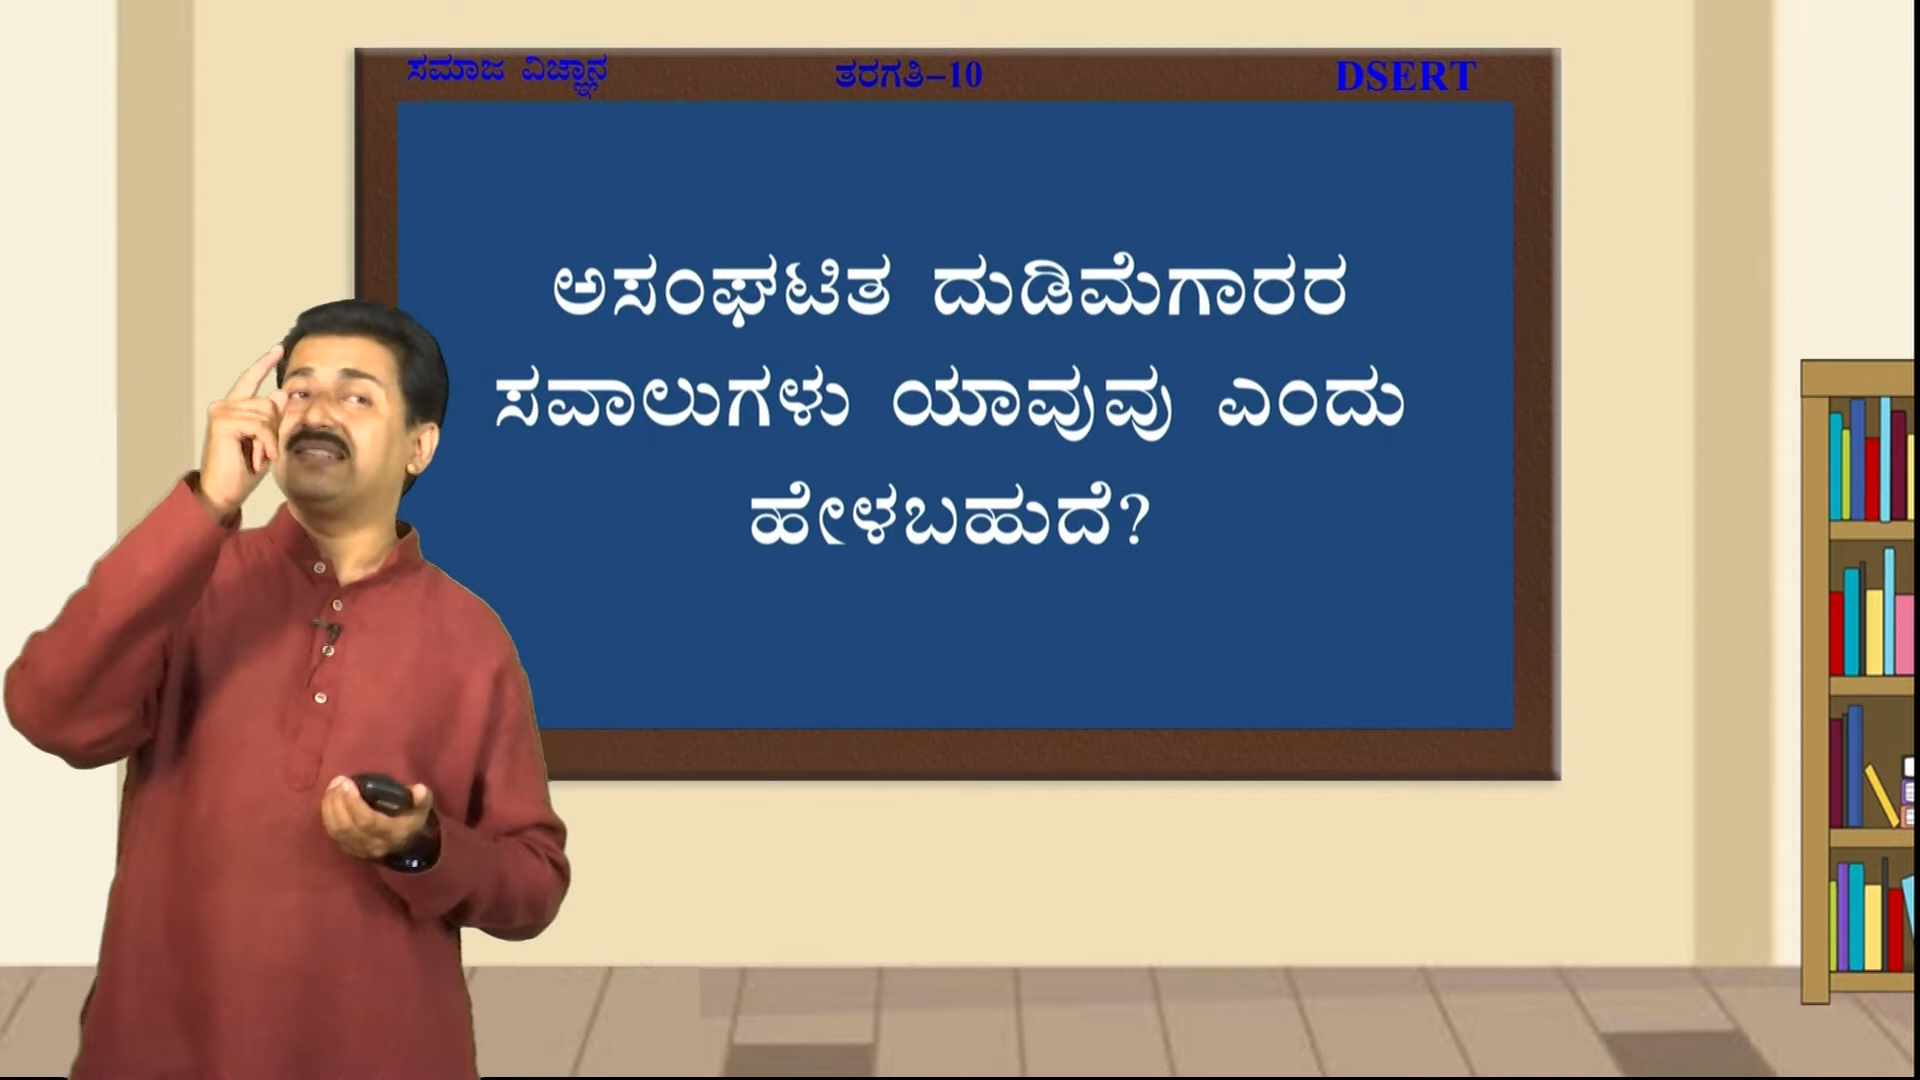 ಸಮಾಜ ವಿಜ್ಞಾನ ತರಗತಿ-10 DSERT
ಅಸಂಘಟಿತ ದುಡಿಮೆಗಾರರ
ಸವಾಲುಗಳು ಯಾವುವು ಎಂದು
ಹೇಳಬಹುದೆ?